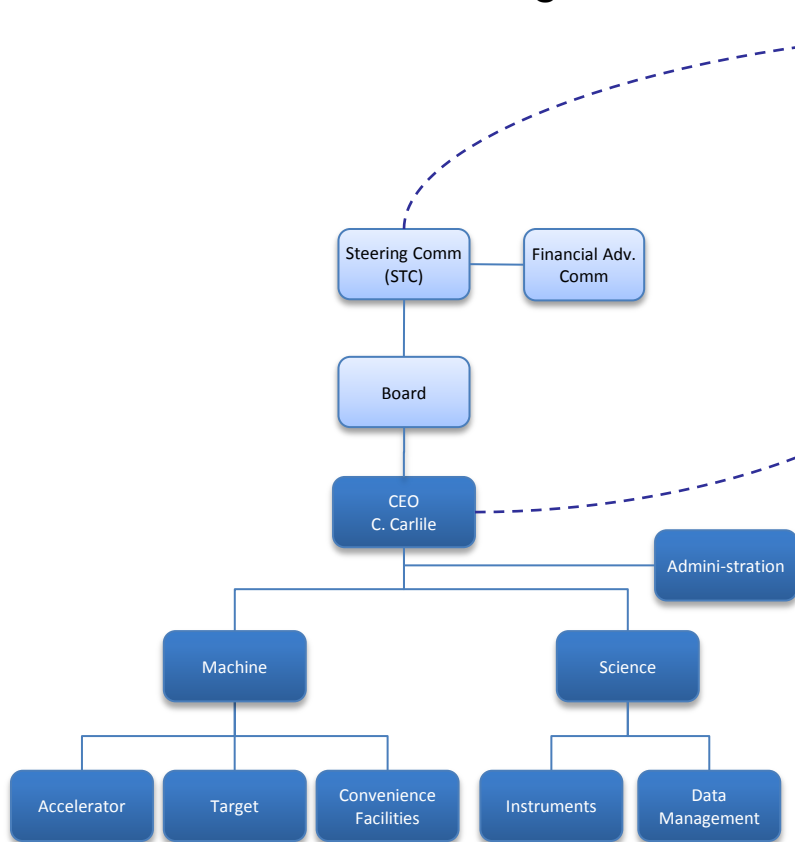 Steering Comm
(STC)
Financial Adv.
Comm
Board
CEO
C. Carlile
Admini-stration
Machine
Science
Accelerator
Target
Convenience
Facilities
Instruments
Data
Management